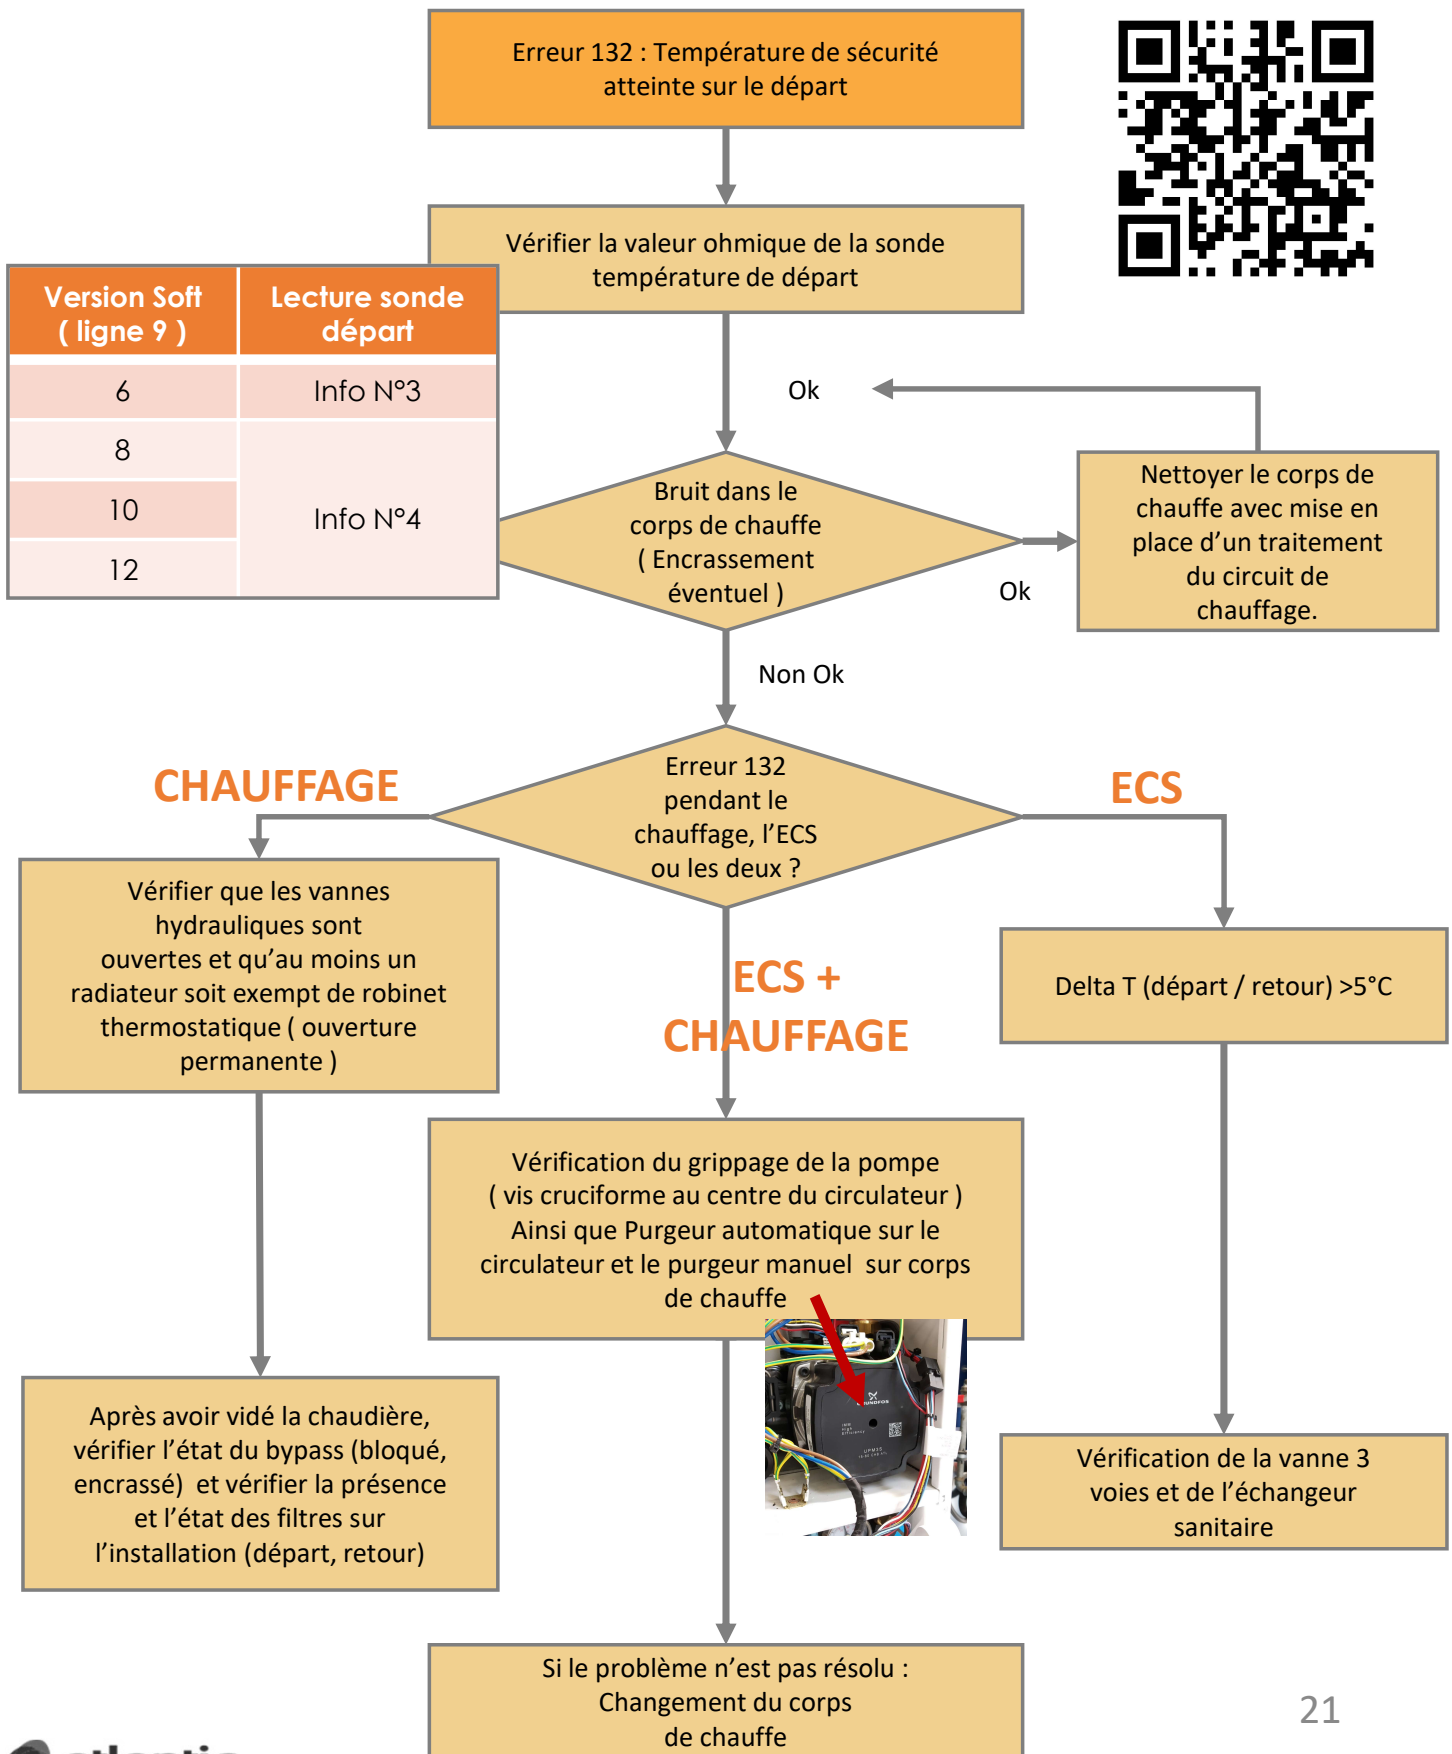 Erreur 132 : Température de sécurité
atteinte sur le départ
Vérifier la valeur ohmique de la sonde
température de départ
Version Soft
( ligne 9 )
Lecture sonde
départ
6
Info N°3
8
10
12
Info N°4
Ok
Bruit dans le
corps de chauffe
( Encrassement
éventuel )
Ok
Nettoyer le corps de
chauffe avec mise en
place d’un traitement
du circuit de
chauffage.
Non Ok
Erreur 132
pendant le
chauffage, l’ECS
ou les deux ?
CHAUFFAGE
ECS
ECS +
CHAUFFAGE
Vérifier que les vannes
hydrauliques sont
ouvertes et qu’au moins un
radiateur soit exempt de robinet
thermostatique ( ouverture
permanente )
Delta T (départ / retour) >5°C
Vérification du grippage de la pompe
( vis cruciforme au centre du circulateur )
Ainsi que Purgeur automatique sur le
circulateur et le purgeur manuel sur corps
de chauffe
GRUNDFOS
High
Efficiency
UPM3S
Après avoir vidé la chaudière,
vérifier l’état du bypass (bloqué,
encrassé) et vérifier la présence
et l’état des filtres sur
l’installation (départ, retour)
Vérification de la vanne 3
voies et de l’échangeur
sanitaire
Si le problème n’est pas résolu :
Changement du corps
de chauffe
21
atlantic